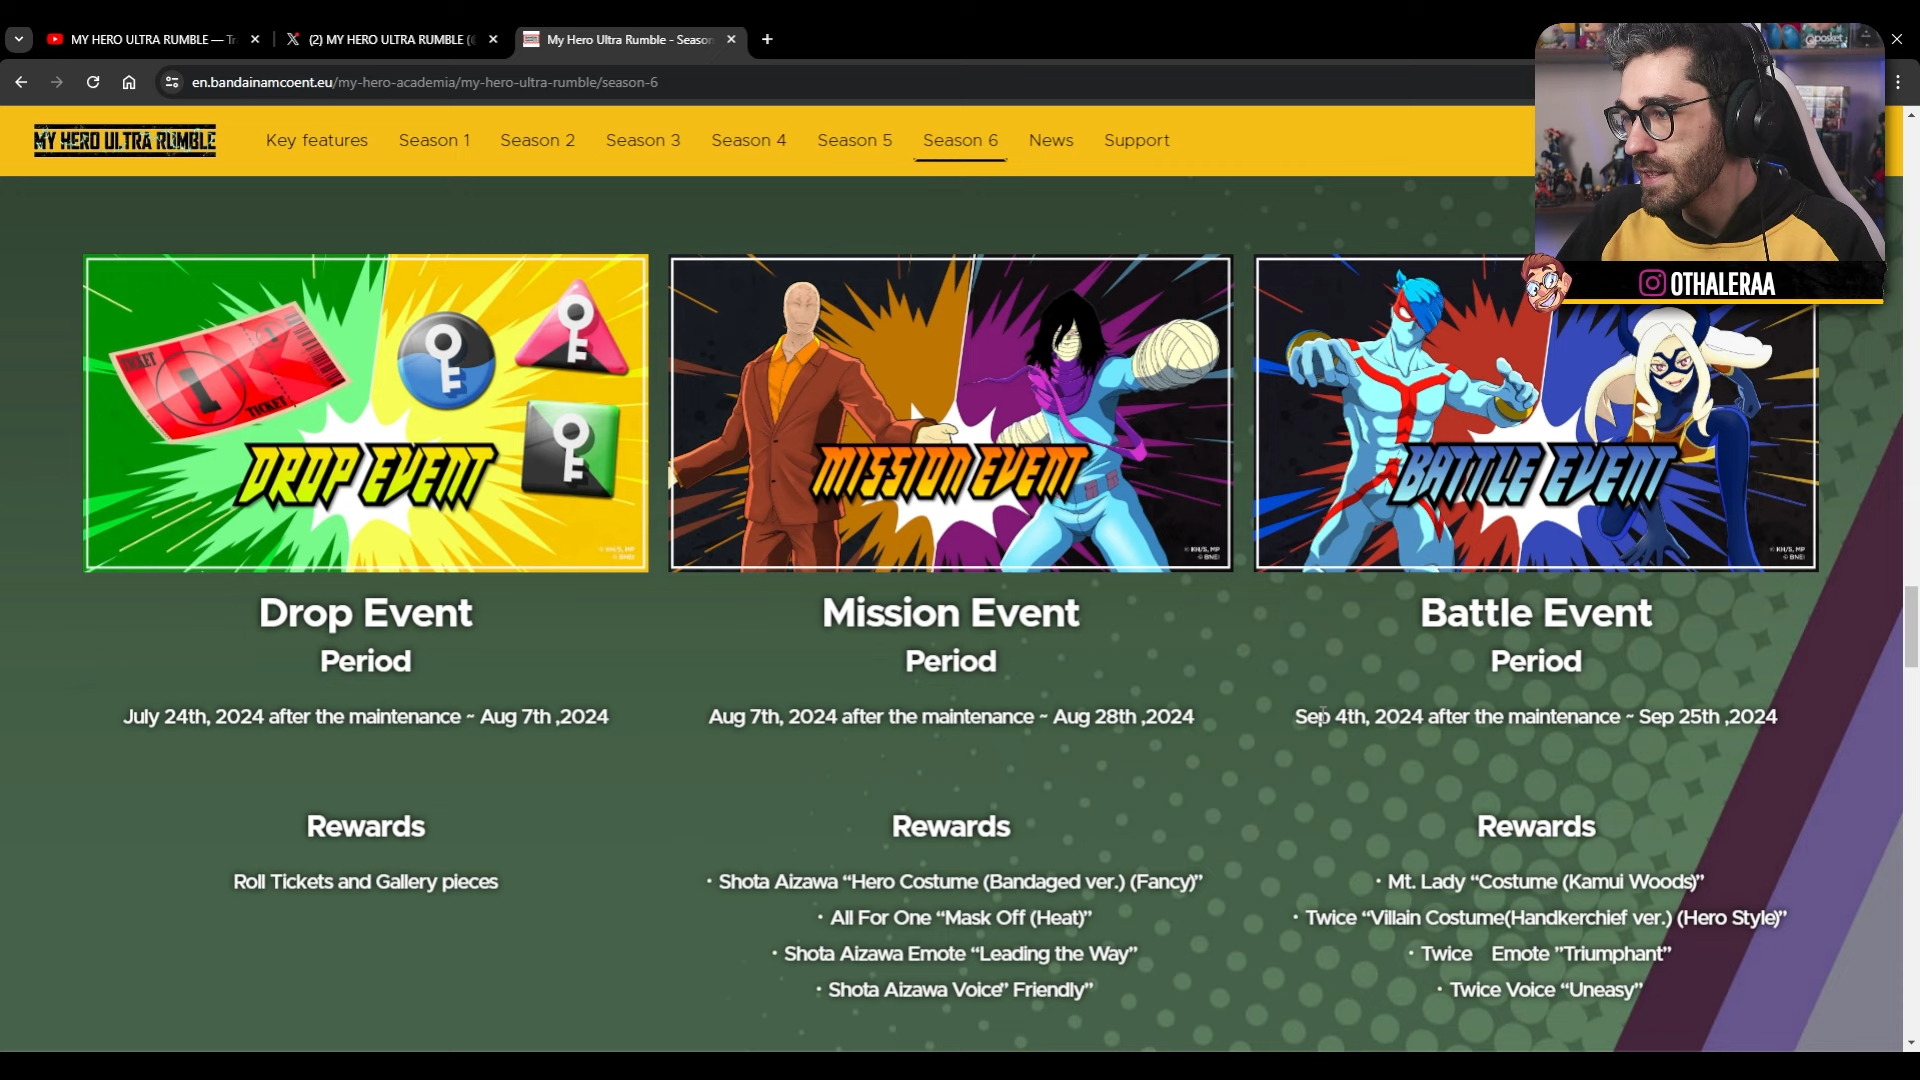 MY HERO ULTRA RUMBLE — Tr
(2) MY HERO ULTRA RUMBLE (
My Hero Ultra Rumble - Season
en.bandainamcoent.eu/my-hero-academia/my-hero-ultra-rumble/season-6
MY HERO ULTRA RUMBLE
Key features
Season 1
Season 2
Season 3
Season 4
Season 5
Season 6
News
Support
OTHALERAA
TICKET
1
TICKET
DROP EVENT
MISSION EVENT
BATTLE EVENT
Drop Event
Period
July 24th, 2024 after the maintenance ~ Aug 7th ,2024
Rewards
Roll Tickets and Gallery pieces
Mission Event
Period
Aug 7th, 2024 after the maintenance ~ Aug 28th ,2024
Rewards
· Shota Aizawa “Hero Costume (Bandaged ver.) (Fancy)”
· All For One “Mask Off (Heat)”
· Shota Aizawa Emote “Leading the Way”
· Shota Aizawa Voice” Friendly”
Battle Event
Period
Sep 4th, 2024 after the maintenance ~ Sep 25th ,2024
Rewards
· Mt. Lady “Costume (Kamui Woods)”
· Twice “Villain Costume(Handkerchief ver.) (Hero Style)”
· Twice Emote ”Triumphant”
· Twice Voice “Uneasy”